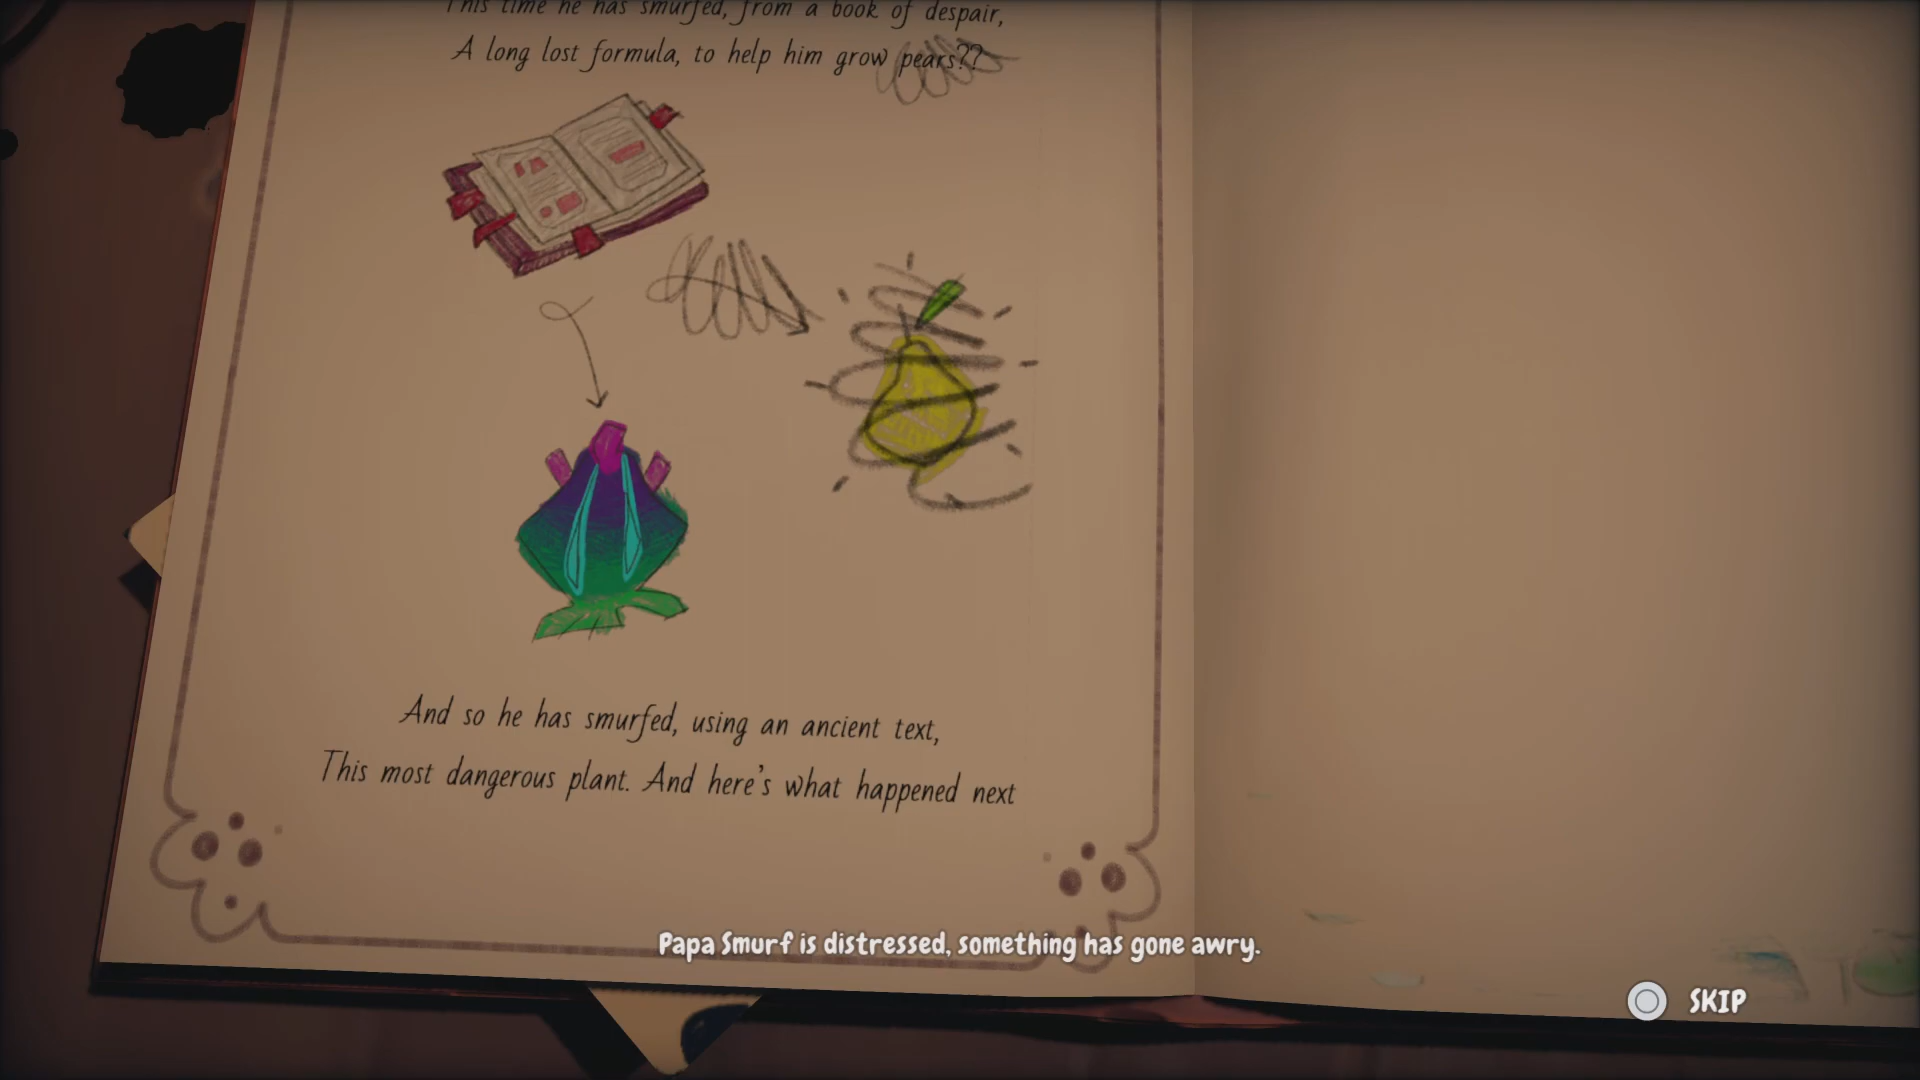 This time he has smurfed, from a book of despair,
A long lost formula, to help him grow pears??
And so he has smurfed, using an ancient text,
This most dangerous plant. And here's what happened next
Papa Smurf is distressed, something has gone awry.
SKIP